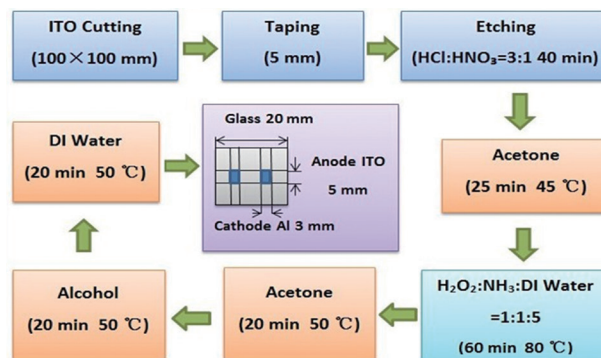 ITO Cutting
(100×100 mm)
Taping
(5 mm)
Etching
(HCl:HNO₃=3:1 40 min)
Acetone
(25 min 45 ℃)
H₂O₂:NH₃:DI Water
=1:1:5
(60 min 80 ℃)
Acetone
(20 min 50 ℃)
Alcohol
(20 min 50 ℃)
DI Water
(20 min 50 ℃)
Glass 20 mm
Anode ITO
5 mm
Cathode Al 3 mm